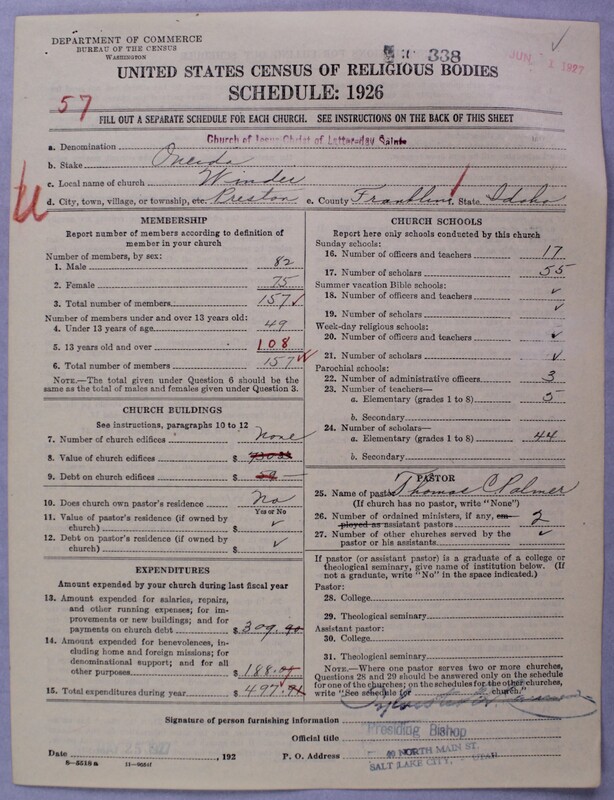 DEPARTMENT OF COMMERCE
BUREAU OF THE CENSUS
WASHINGTON
338
JUN 1 1927
UNITED STATES CENSUS OF RELIGIOUS BODIES
SCHEDULE: 1926
57
FILL OUT A SEPARATE SCHEDULE FOR EACH CHURCH. SEE INSTRUCTIONS ON THE BACK OF THIS SHEET
a. Denomination Church of Jesus Christ of Latter-day Saints
b. Stake Oneida
c. Local name of church Winder
d. City, town, village, or township, etc. Preston e. County Franklin f. State Idaho
MEMBERSHIP
Report number of members according to definition of member in your church
Number of members, by sex:
1. Male 82
2. Female 75
3. Total number of members 157
Number of members under and over 13 years old:
4. Under 13 years of age 49
5. 13 years old and over 108
6. Total number of members 157
NOTE.—The total given under Question 6 should be
the same as the total of males and females given under Question 3.
CHURCH BUILDINGS
See instructions, paragraphs 10 to 12
7. Number of church edifices None
8. Value of church edifices $
9. Debt on church edifices $
10. Does church own pastor's residence No
Yes or No
11. Value of pastor's residence (if owned by
church) $ ✓
12. Debt on pastor's residence (if owned by
church) $ ✓
EXPENDITURES
Amount expended by your church during last fiscal year
13. Amount expended for salaries, repairs,
and other running expenses; for im-
provements or new buildings; and for
payments on church debt $ 309.
14. Amount expended for benevolences, in-
cluding home and foreign missions; for
denominational support; and for all
other purposes 188.
15. Total expenditures during year $ 497.
CHURCH SCHOOLS
Report here only schools conducted by this church
Sunday schools:
16. Number of officers and teachers 17
17. Number of scholars 55
Summer vacation Bible schools:
18. Number of officers and teachers ✓
19. Number of scholars ✓
Week-day religious schools:
20. Number of officers and teachers ✓
21. Number of scholars ✓
Parochial schools:
22. Number of administrative officers 3
23. Number of teachers—
a. Elementary (grades 1 to 8) 5
b. Secondary
24. Number of scholars—
a. Elementary (grades 1 to 8) 44
b. Secondary
PASTOR
25. Name of pastor Thomas C Palmer
(If church has no pastor, write "None")
26. Number of ordained ministers, if any, em-
ployed as assistant pastors 2
27. Number of other churches served by the
pastor or his assistants ✓
If pastor (or assistant pastor) is a graduate of a college or
theological seminary, give name of institution below. (If
not a graduate, write "No" in the space indicated.)
Pastor:
28. College
29. Theological seminary
Assistant pastor:
30. College
31. Theological seminary
NOTE.—Where one pastor serves two or more churches,
Questions 28 and 29 should be answered only on the schedule
for one of the churches; on the schedules for the other churches,
write "See schedule for church."
Signature of person furnishing information
Official title Presiding Bishop
Date MAY 25 1927, 192 P. O. Address 40 NORTH MAIN ST.
SALT LAKE CITY, UTAH
8-5518 a